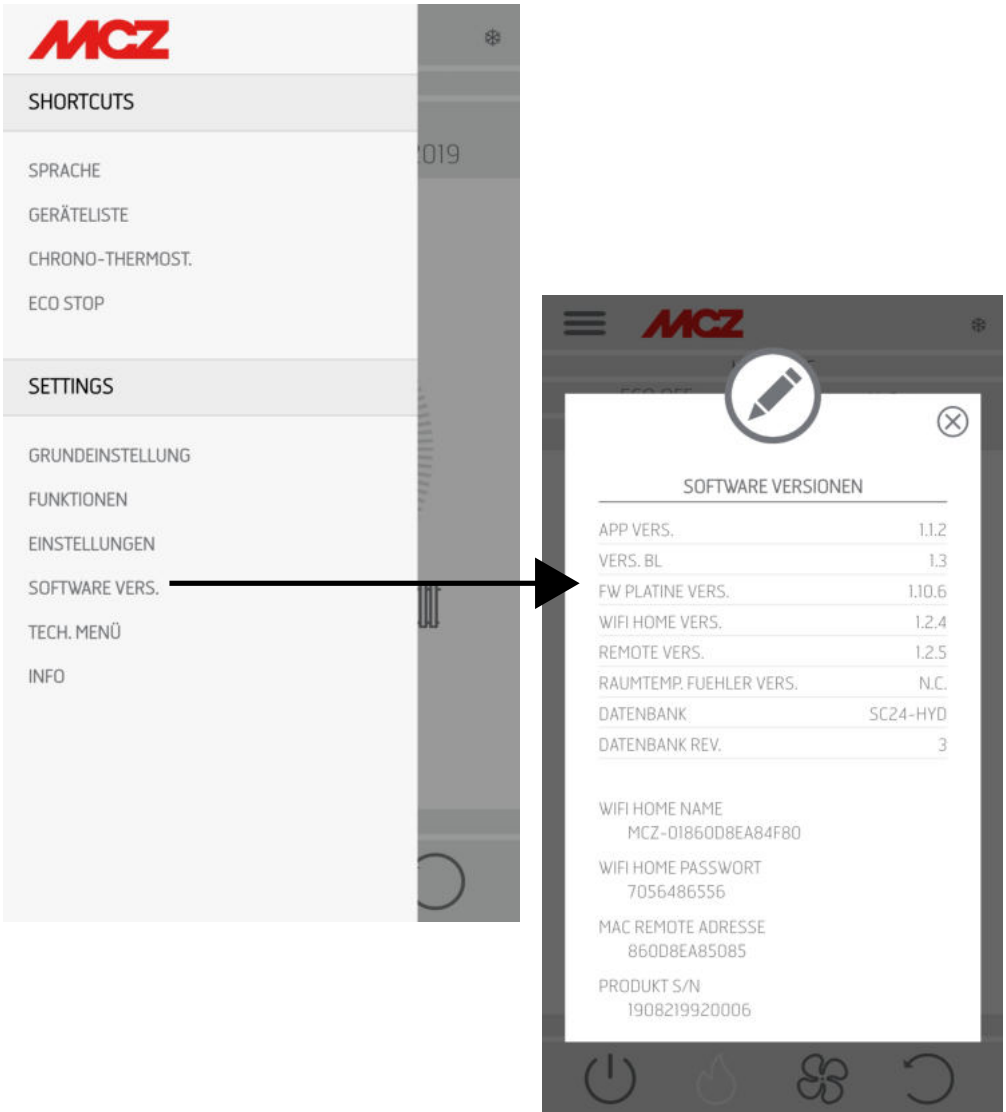 MCZ
SHORTCUTS
2019
SPRACHE
GERÄTELISTE
CHRONO-THERMOST.
ECO STOP
SETTINGS
GRUNDEINSTELLUNG
FUNKTIONEN
EINSTELLUNGEN
SOFTWARE VERS.
TECH. MENÜ
INFO
MCZ
SOFTWARE VERSIONEN
APP VERS. 1.1.2
VERS. BL 1.3
FW PLATINE VERS. 1.10.6
WIFI HOME VERS. 1.2.4
REMOTE VERS. 1.2.5
RAUMTEMP. FUEHLER VERS. N.C.
DATENBANK SC24-HYD
DATENBANK REV. 3
WIFI HOME NAME
MCZ-01860D8EA84F80
WIFI HOME PASSWORT
7056486556
MAC REMOTE ADRESSE
860D8EA85085
PRODUKT S/N
1908219920006